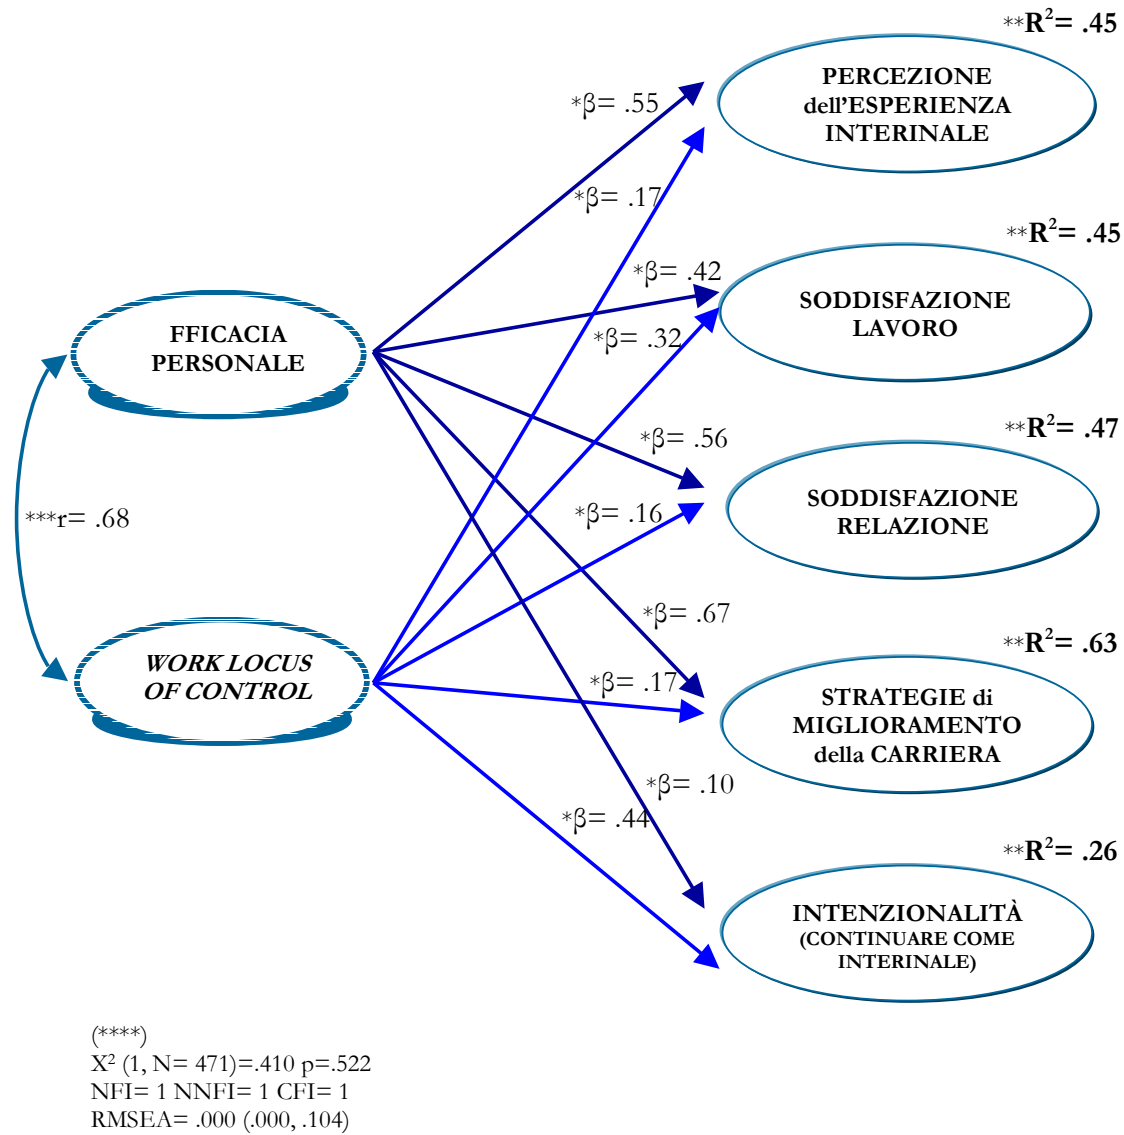 **R²= .45
PERCEZIONE
dell'ESPERIENZA
INTERINALE
*β= .55
*β= .17
**R²= .45
*β= .42
SODDISFAZIONE
LAVORO
*β= .32
FFICACIA
PERSONALE
**R²= .47
*β= .56
SODDISFAZIONE
RELAZIONE
*β= .16
***r= .68
*β= .67
**R²= .63
WORK LOCUS
OF CONTROL
*β= .17
STRATEGIE di
MIGLIORAMENTO
della CARRIERA
*β= .10
*β= .44
**R²= .26
INTENZIONALITÀ
(CONTINUARE COME
INTERINALE)
(****)
X² (1, N= 471)=.410 p=.522
NFI= 1 NNFI= 1 CFI= 1
RMSEA= .000 (.000, .104)